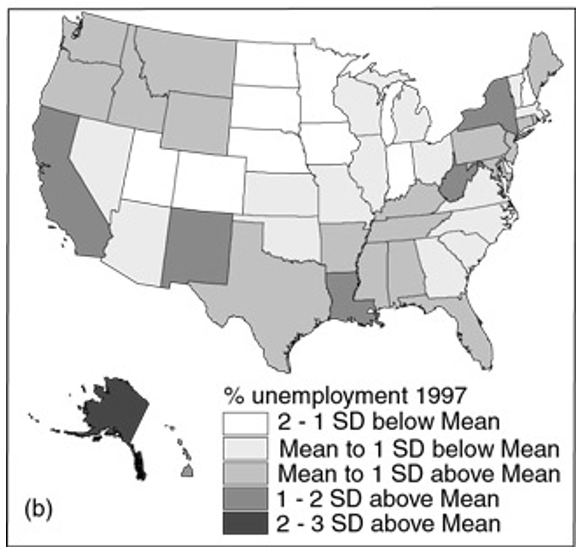 % unemployment 1997
2 - 1 SD below Mean
Mean to 1 SD below Mean
Mean to 1 SD above Mean
1 - 2 SD above Mean
2 - 3 SD above Mean
(b)